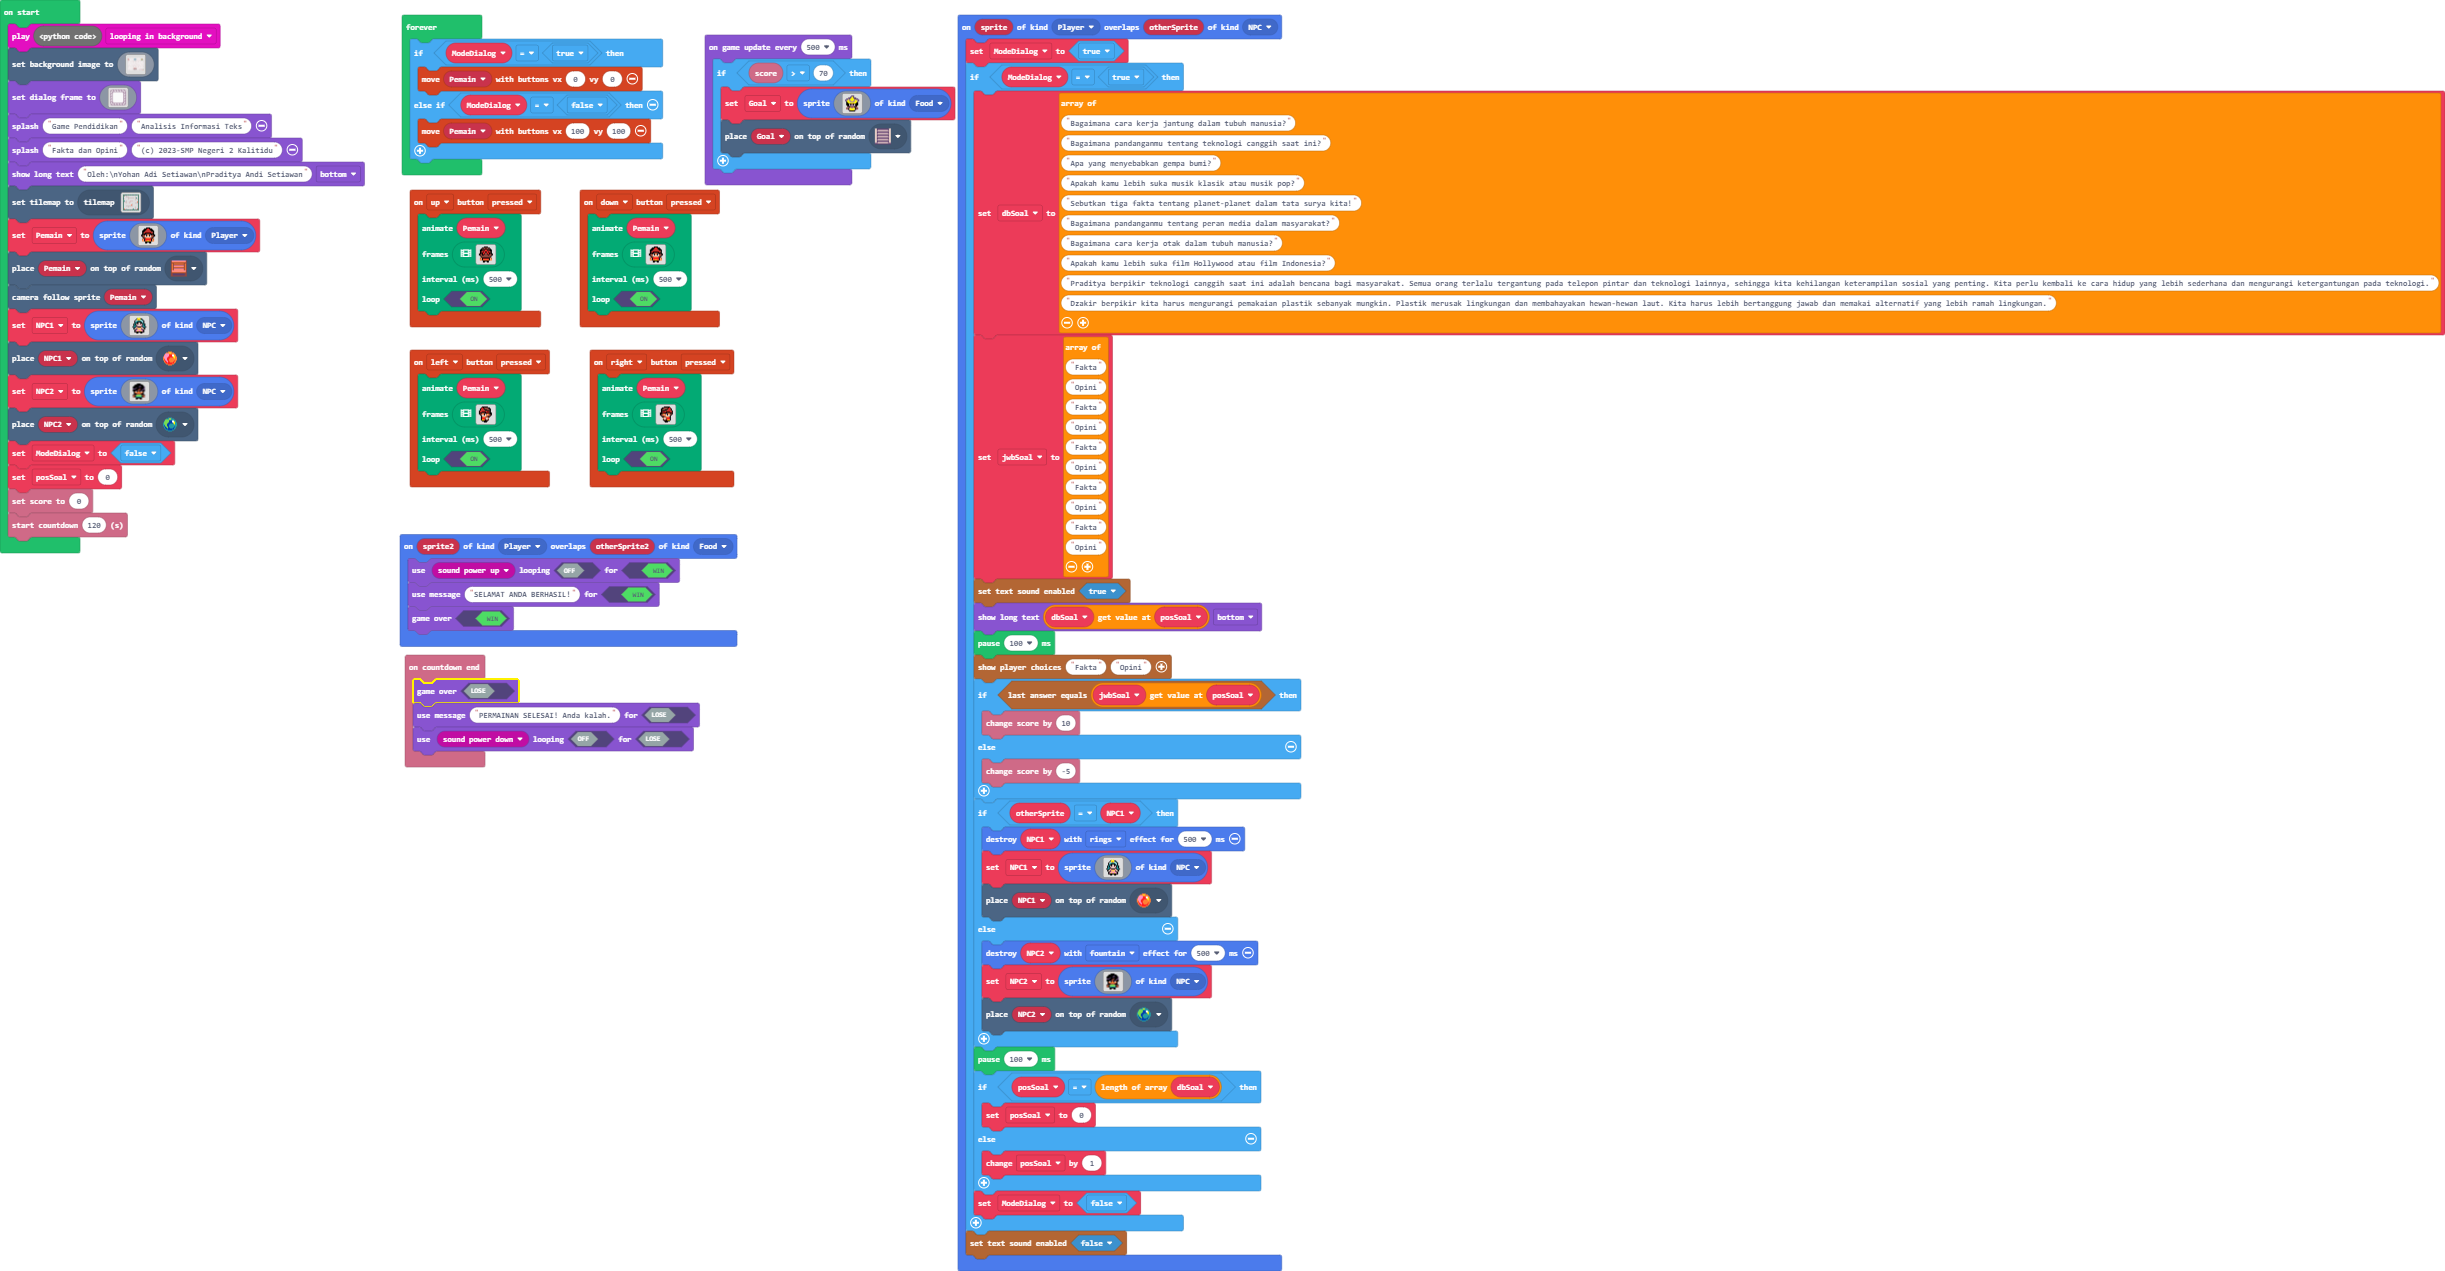 on start
play <python code> looping in background
set background image to
set dialog frame to
splash "Game Pendidikan" "Analisis Informasi Teks"
splash "Fakta dan Opini" "(c) 2023-SMP Negeri 2 Kalitidu"
show long text "Oleh:\nYohan Adi Setiawan\nPraditya Andi Setiawan" bottom
set tilemap to tilemap
set Pemain to sprite of kind Player
place Pemain on top of random
camera follow sprite Pemain
set NPC1 to sprite of kind NPC
place NPC1 on top of random
set NPC2 to sprite of kind NPC
place NPC2 on top of random
set ModeDialog to false
set posSoal to 0
set score to 0
start countdown 120 (s)
forever
if ModeDialog = true then
move Pemain with buttons vx 0 vy 0
else if ModeDialog = false then
move Pemain with buttons vx 100 vy 100
on game update every 500 ms
if score > 70 then
set Goal to sprite of kind Food
place Goal on top of random
on up button pressed
animate Pemain
frames
interval (ms) 500
loop ON
on down button pressed
animate Pemain
frames
interval (ms) 500
loop ON
on left button pressed
animate Pemain
frames
interval (ms) 500
loop ON
on right button pressed
animate Pemain
frames
interval (ms) 500
loop ON
on sprite2 of kind Player overlaps otherSprite2 of kind Food
use sound power up looping OFF for WIN
use message "SELAMAT ANDA BERHASIL!" for WIN
game over WIN
on countdown end
game over LOSE
use message "PERMAINAN SELESAI! Anda kalah." for LOSE
use sound power down looping OFF for LOSE
on sprite of kind Player overlaps otherSprite of kind NPC
set ModeDialog to true
if ModeDialog = true then
set dbSoal to array of
"Bagaimana cara kerja jantung dalam tubuh manusia?"
"Bagaimana pandanganmu tentang teknologi canggih saat ini?"
"Apa yang menyebabkan gempa bumi?"
"Apakah kamu lebih suka musik klasik atau musik pop?"
"Sebutkan tiga fakta tentang planet-planet dalam tata surya kita!"
"Bagaimana pandanganmu tentang peran media dalam masyarakat?"
"Bagaimana cara kerja otak dalam tubuh manusia?"
"Apakah kamu lebih suka film Hollywood atau film Indonesia?"
"Praditya berpikir teknologi canggih saat ini adalah bencana bagi masyarakat. Semua orang terlalu tergantung pada telepon pintar dan teknologi lainnya, sehingga kita kehilangan keterampilan sosial yang penting. Kita perlu kembali ke cara hidup yang lebih sederhana dan mengurangi ketergantungan pada teknologi."
"Dzakir berpikir kita harus mengurangi pemakaian plastik sebanyak mungkin. Plastik merusak lingkungan dan membahayakan hewan-hewan laut. Kita harus lebih bertanggung jawab dan memakai alternatif yang lebih ramah lingkungan."
set jwbSoal to array of
"Fakta"
"Opini"
"Fakta"
"Opini"
"Fakta"
"Opini"
"Fakta"
"Opini"
"Fakta"
"Opini"
set text sound enabled true
show long text dbSoal get value at posSoal bottom
pause 100 ms
show player choices "Fakta" "Opini"
if last answer equals jwbSoal get value at posSoal then
change score by 10
else
change score by -5
if otherSprite = NPC1 then
destroy NPC1 with rings effect for 500 ms
set NPC1 to sprite of kind NPC
place NPC1 on top of random
else
destroy NPC2 with fountain effect for 500 ms
set NPC2 to sprite of kind NPC
place NPC2 on top of random
pause 100 ms
if posSoal = length of array dbSoal then
set posSoal to 0
else
change posSoal by 1
set ModeDialog to false
set text sound enabled false